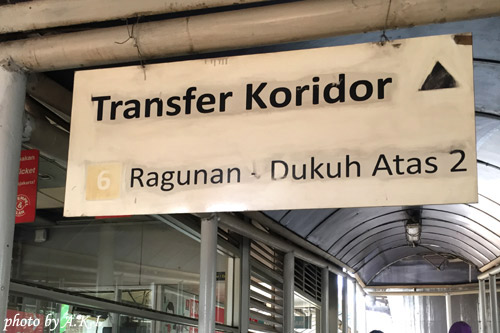 Transfer Koridor
6 Ragunan - Dukuh Atas 2
photo by A.K.L